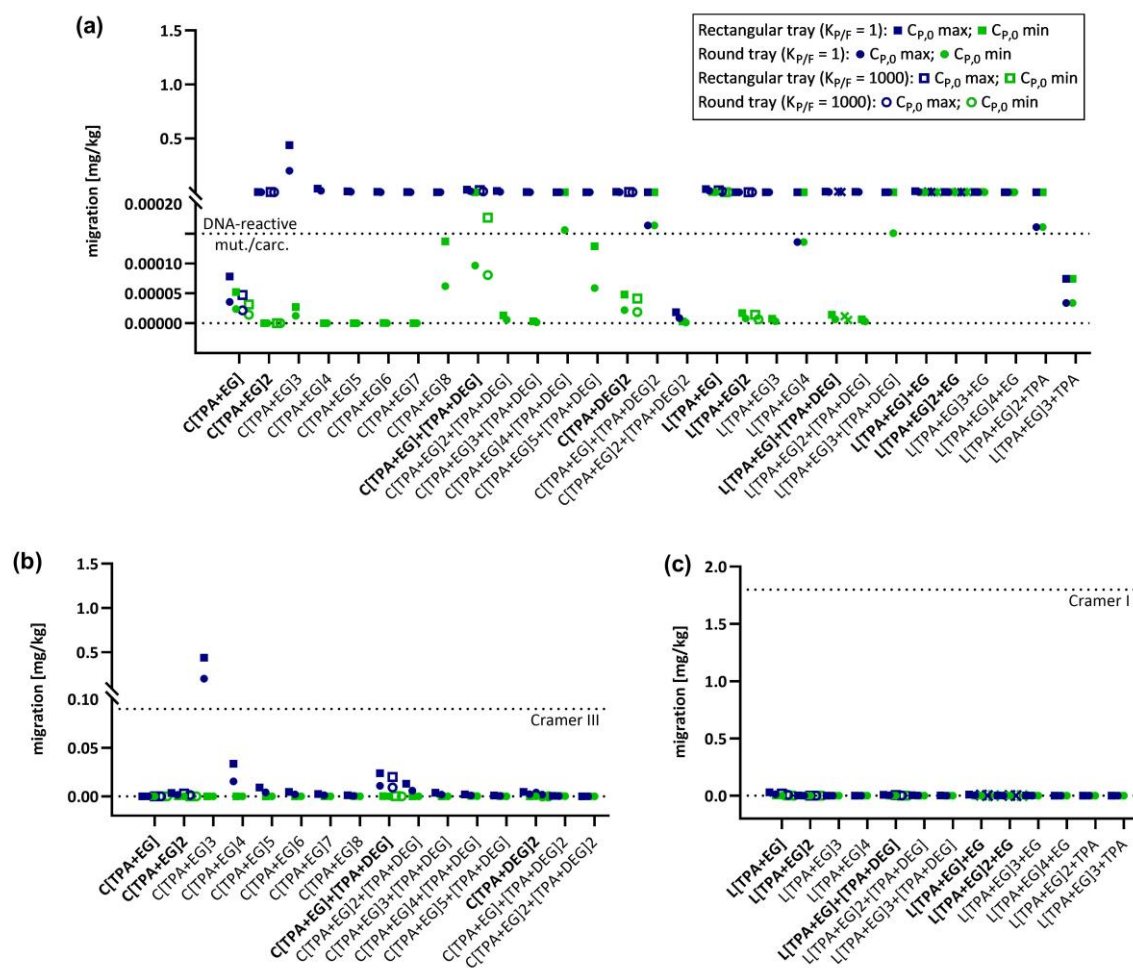 (a)
1.5
1.0
0.5
0.00020
0.00010
0.00005
0.00000
migration [mg/kg]
DNA-reactive
mut./carc.
Rectangular tray (K_P/F = 1): C_P,0 max; C_P,0 min
Round tray (K_P/F = 1): C_P,0 max; C_P,0 min
Rectangular tray (K_P/F = 1000): C_P,0 max; C_P,0 min
Round tray (K_P/F = 1000): C_P,0 max; C_P,0 min
C[TPA+EG]
C[TPA+EG]2
C[TPA+EG]3
C[TPA+EG]4
C[TPA+EG]5
C[TPA+EG]6
C[TPA+EG]7
C[TPA+EG]8
C[TPA+EG]+[TPA+DEG]
C[TPA+EG]2+[TPA+DEG]
C[TPA+EG]3+[TPA+DEG]
C[TPA+EG]4+[TPA+DEG]
C[TPA+EG]5+[TPA+DEG]
C[TPA+DEG]2
C[TPA+EG]+[TPA+DEG]2
C[TPA+EG]2+[TPA+DEG]2
L[TPA+EG]
L[TPA+EG]2
L[TPA+EG]3
L[TPA+EG]4
L[TPA+EG]+[TPA+DEG]
L[TPA+EG]2+[TPA+DEG]
L[TPA+EG]3+[TPA+DEG]
L[TPA+EG]+EG
L[TPA+EG]2+EG
L[TPA+EG]3+EG
L[TPA+EG]4+EG
L[TPA+EG]2+TPA
L[TPA+EG]3+TPA
(b)
1.5
1.0
0.5
0.10
0.05
0.00
migration [mg/kg]
Cramer III
C[TPA+EG]
C[TPA+EG]2
C[TPA+EG]3
C[TPA+EG]4
C[TPA+EG]5
C[TPA+EG]6
C[TPA+EG]7
C[TPA+EG]8
C[TPA+EG]+[TPA+DEG]
C[TPA+EG]2+[TPA+DEG]
C[TPA+EG]3+[TPA+DEG]
C[TPA+EG]4+[TPA+DEG]
C[TPA+EG]5+[TPA+DEG]
C[TPA+DEG]2
C[TPA+EG]+[TPA+DEG]2
C[TPA+EG]2+[TPA+DEG]2
(c)
2.0
1.5
1.0
0.5
0.0
migration [mg/kg]
Cramer I
L[TPA+EG]
L[TPA+EG]2
L[TPA+EG]3
L[TPA+EG]4
L[TPA+EG]+[TPA+DEG]
L[TPA+EG]2+[TPA+DEG]
L[TPA+EG]3+[TPA+DEG]
L[TPA+EG]+EG
L[TPA+EG]2+EG
L[TPA+EG]3+EG
L[TPA+EG]4+EG
L[TPA+EG]2+TPA
L[TPA+EG]3+TPA